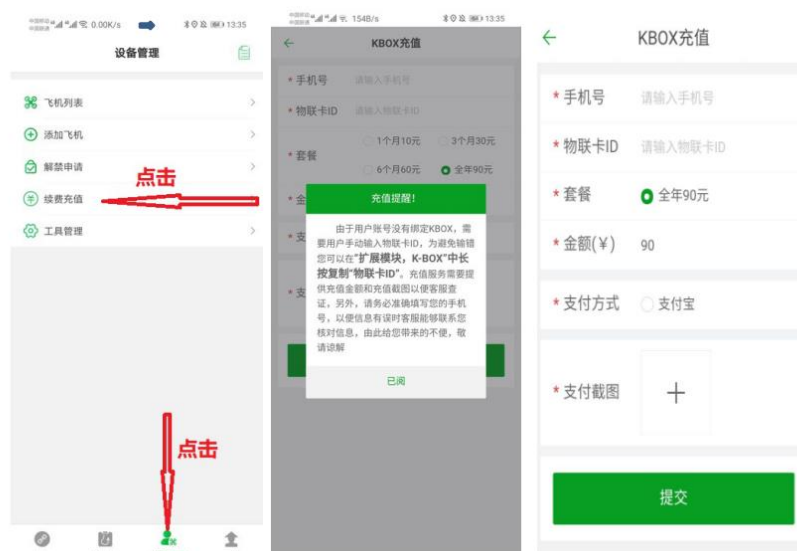 0.00K/s
13:35
设备管理
飞机列表
添加飞机
解禁申请
续费充值
工具管理
点击
点击
154B/s
13:35
KBOX充值
* 手机号 请输入手机号
* 物联卡ID 请输入物联卡ID
* 套餐
1个月10元 3个月30元
6个月60元 全年90元
* 金
* 支
* 支
充值提醒！
由于用户账号没有绑定KBOX，需
要用户手动输入物联卡ID，为避免输错
您可以在"扩展模块，K-BOX"中长
按复制"物联卡ID"。充值服务需要提
供充值金额和充值截图以便客服查
证，另外，请务必准确填写您的手机
号，以便信息有误时客服能够联系您
核对信息，由此给您带来的不便，敬
请谅解
已阅
KBOX充值
* 手机号 请输入手机号
* 物联卡ID 请输入物联卡ID
* 套餐 全年90元
* 金额(￥) 90
* 支付方式 支付宝
* 支付截图
提交